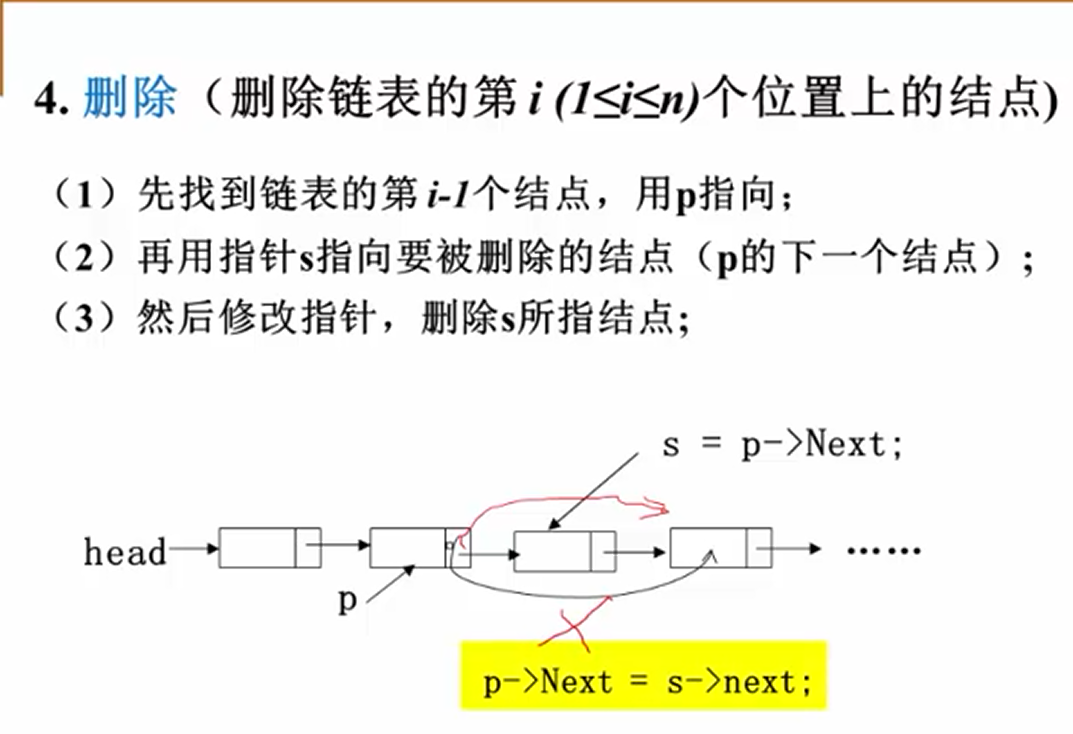 4. 删除（删除链表的第 i (1≤i≤n)个位置上的结点)
（1）先找到链表的第 i-1个结点，用p指向；
（2）再用指针s指向要被删除的结点（p的下一个结点）；
（3）然后修改指针，删除s所指结点；
s = p->Next;
head
……
p
p->Next = s->next;